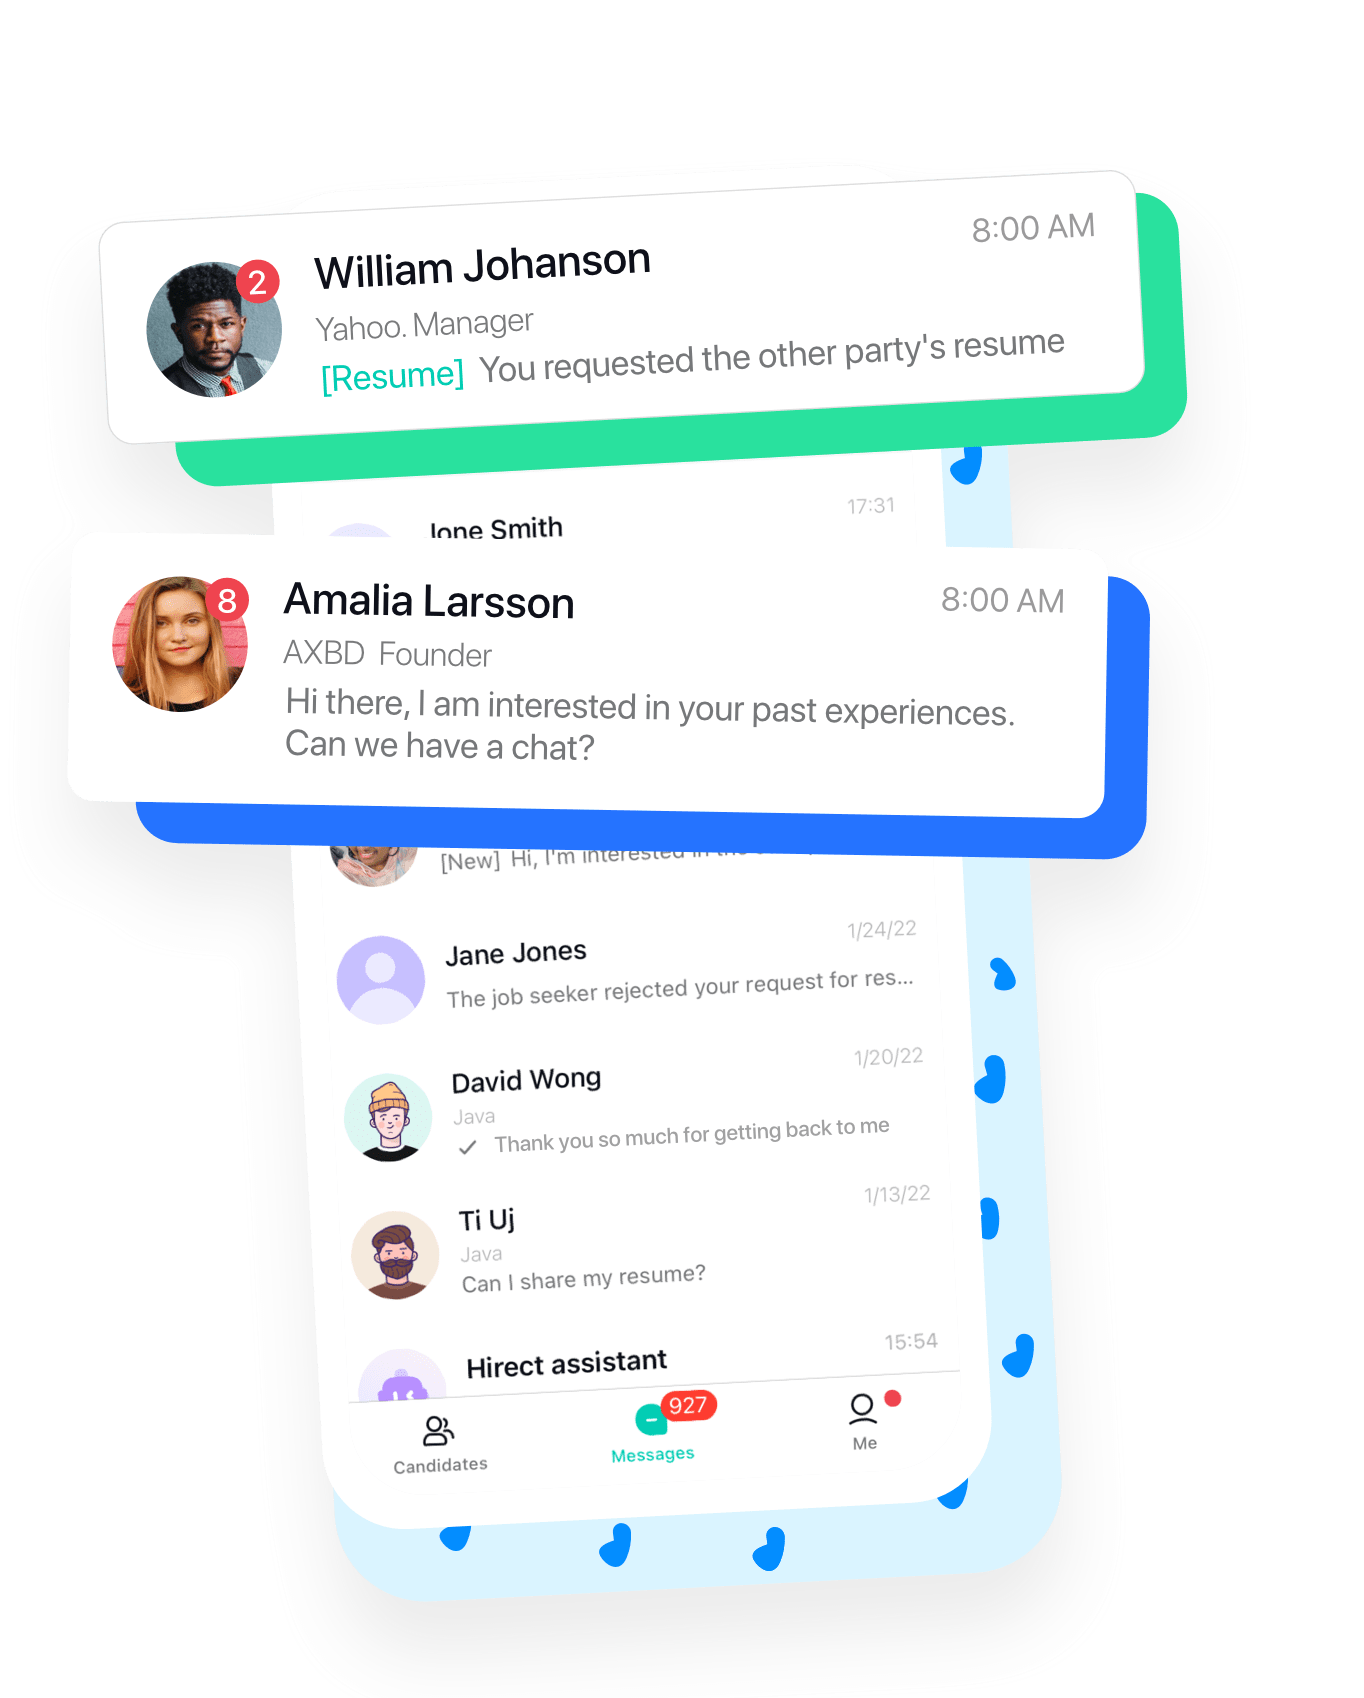 8:00 AM
2
William Johanson
Yahoo. Manager
[Resume] You requested the other party's resume
17:31
Jone Smith
8
Amalia Larsson
8:00 AM
AXBD Founder
Hi there, I am interested in your past experiences.
Can we have a chat?
[New] Hi, I'm interested in
1/24/22
Jane Jones
The job seeker rejected your request for res...
1/20/22
David Wong
Java
Thank you so much for getting back to me
1/13/22
Ti Uj
Java
Can I share my resume?
15:54
Hirect assistant
927
Candidates
Messages
Me